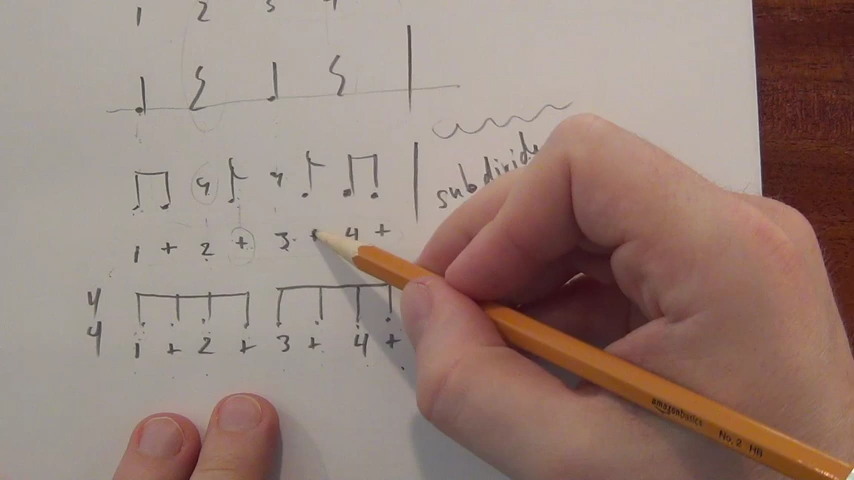 1 2 3 4
subdivide
1 + 2 + 3 + 4 +
4
4
1 + 2 + 3 + 4 +
amazonbasics No. 2 HB